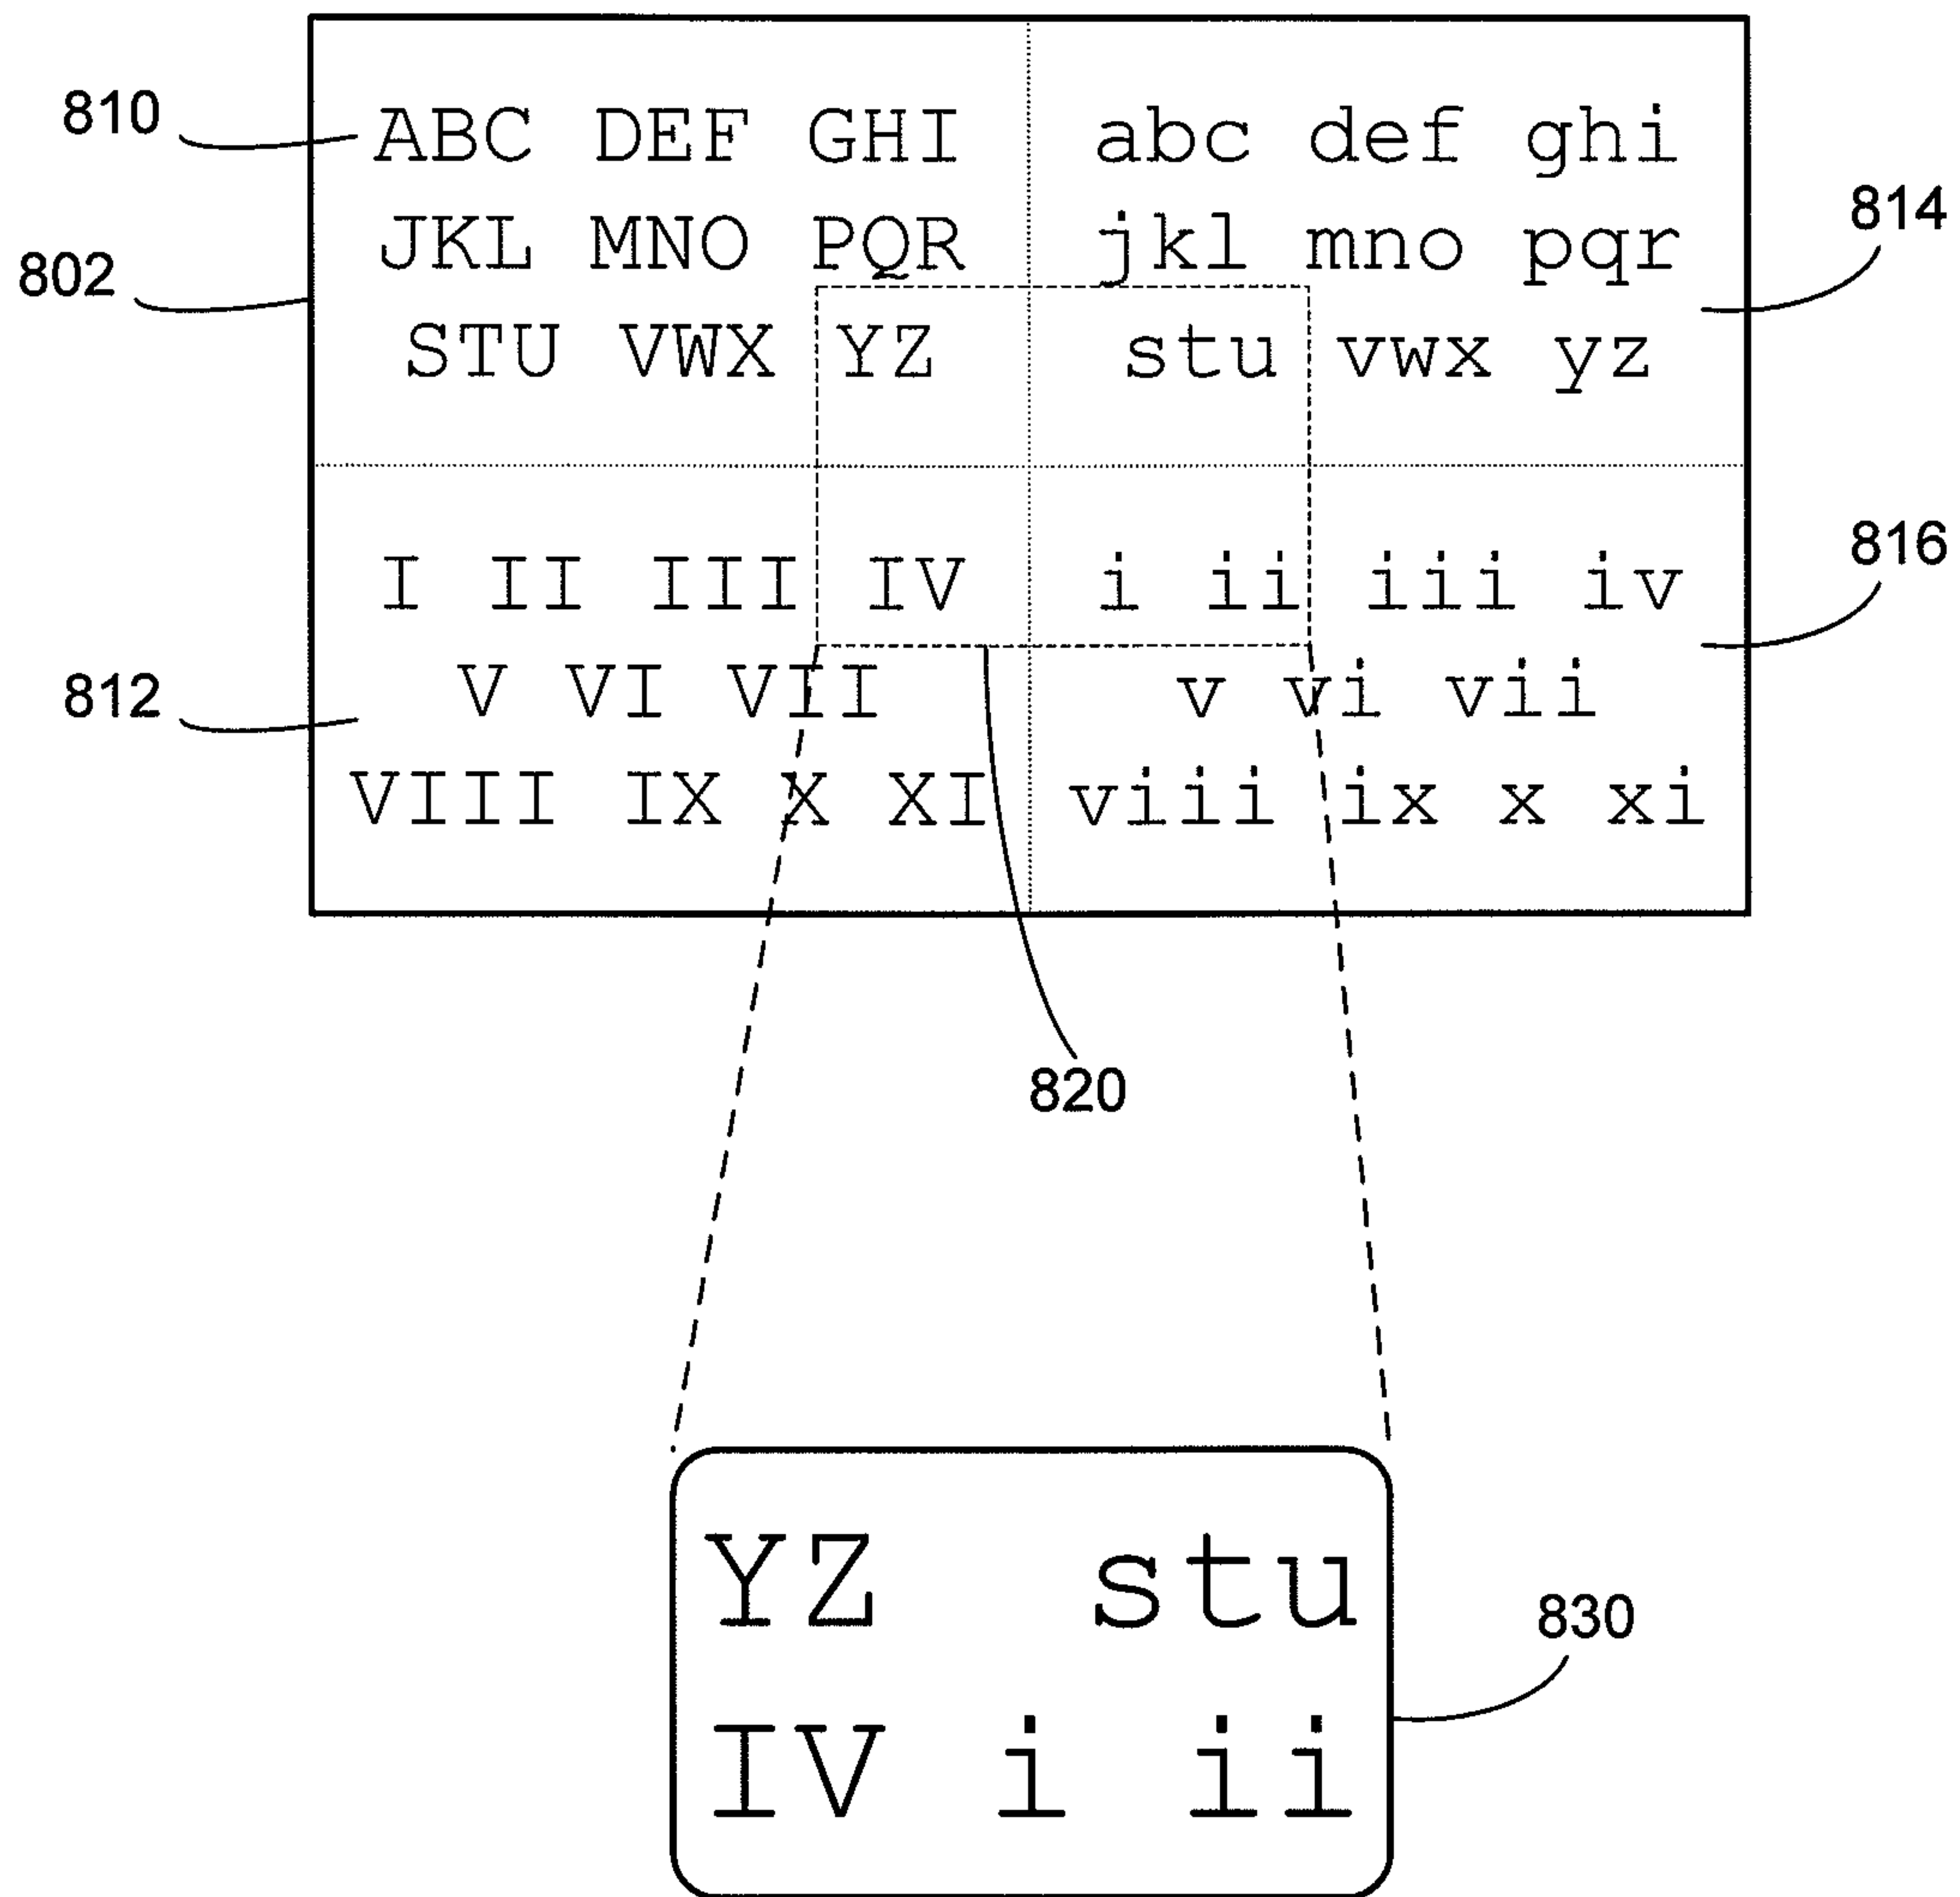 810
ABC DEF GHI
abc def ghi
JKL MNO PQR
jkl mno pqr
814
802
STU VWX YZ
stu vwx yz
I II III IV
i ii iii iv
816
812
V VI VII
v vi vii
VIII IX X XI
viii ix x xi
820
YZ stu
IV i ii
830